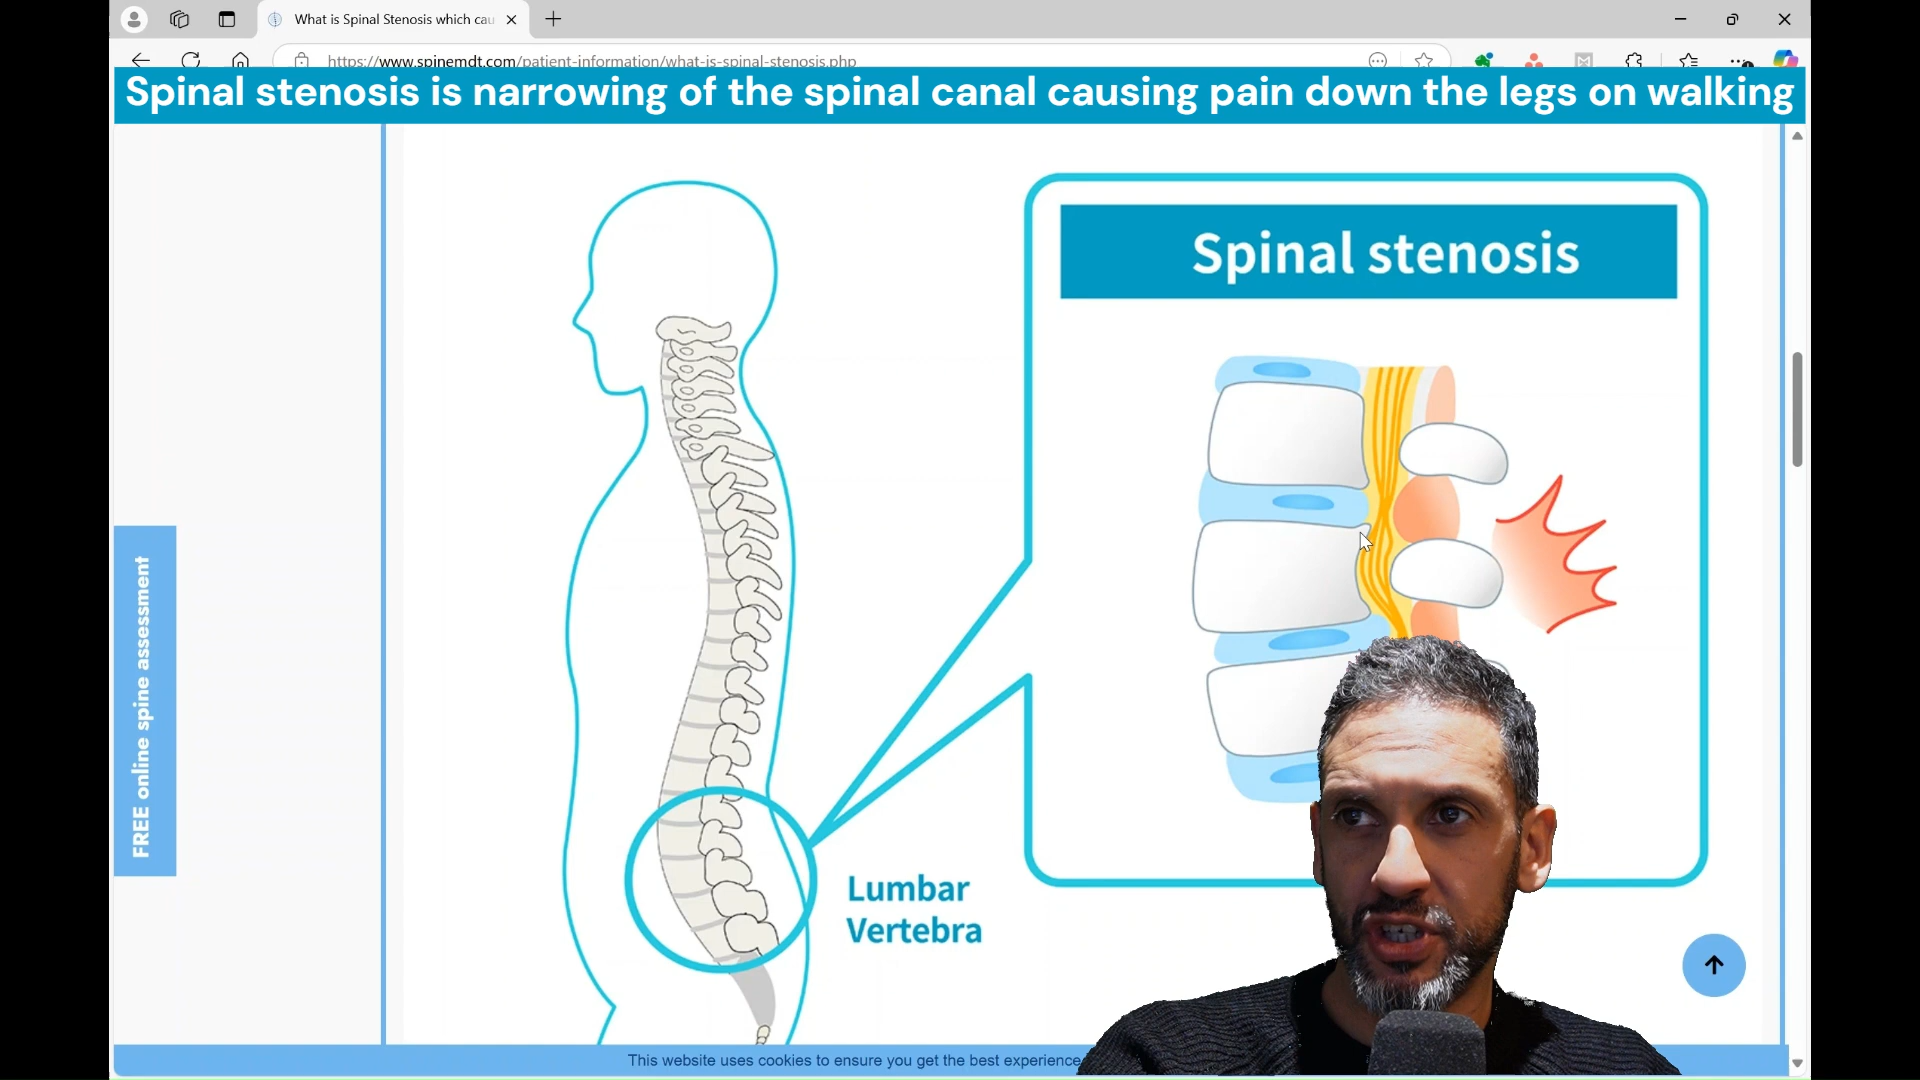 What is Spinal Stenosis which cau
https://www.spinemdt.com/patient-information/what-is-spinal-stenosis.php
Spinal stenosis is narrowing of the spinal canal causing pain down the legs on walking
Spinal stenosis
FREE online spine assessment
Lumbar
Vertebra
This website uses cookies to ensure you get the best experience